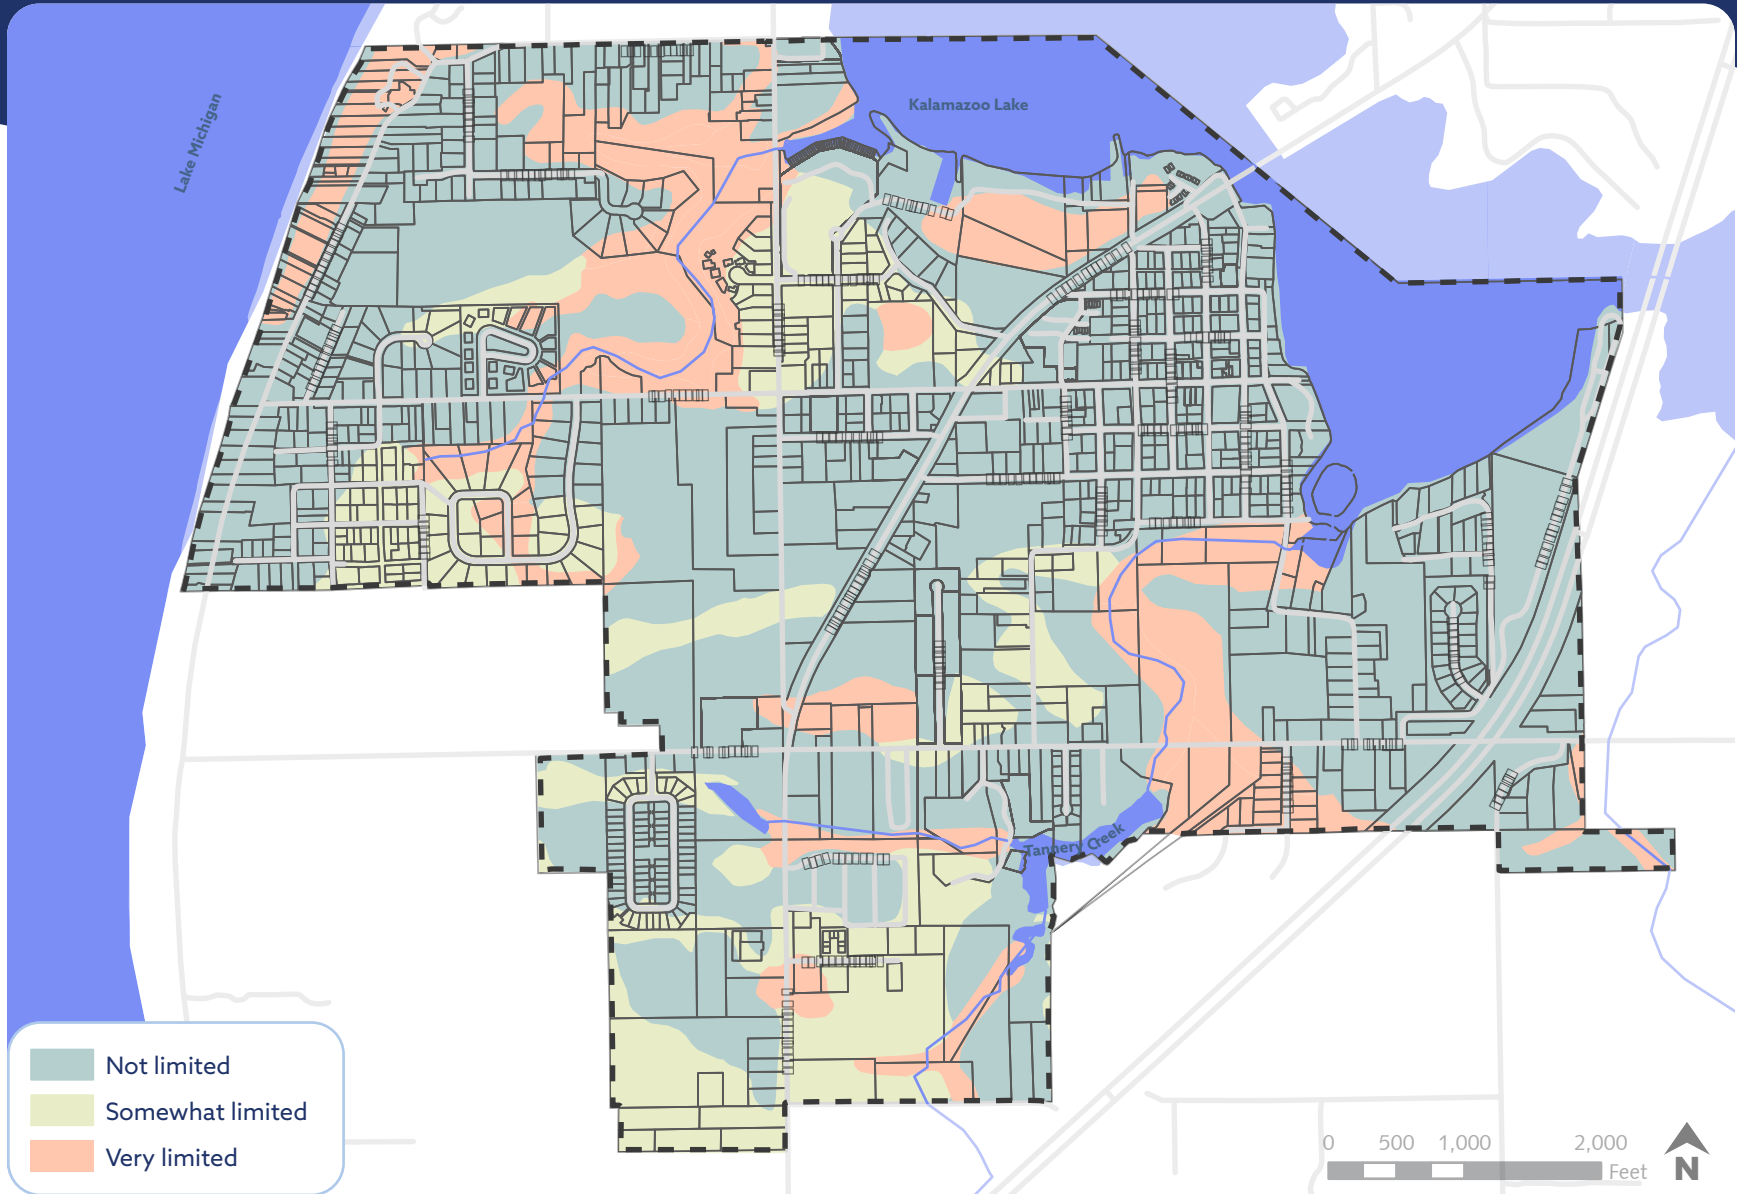 Lake Michigan
Kalamazoo Lake
Tannery Creek
Not limited
Somewhat limited
Very limited
0 500 1,000 2,000
Feet
N